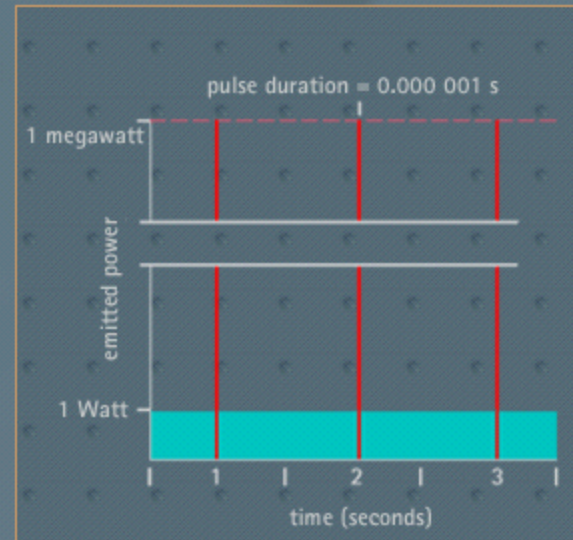 pulse duration = 0.000 001 s
1 megawatt
emitted power
1 Watt
1 2 3
time (seconds)